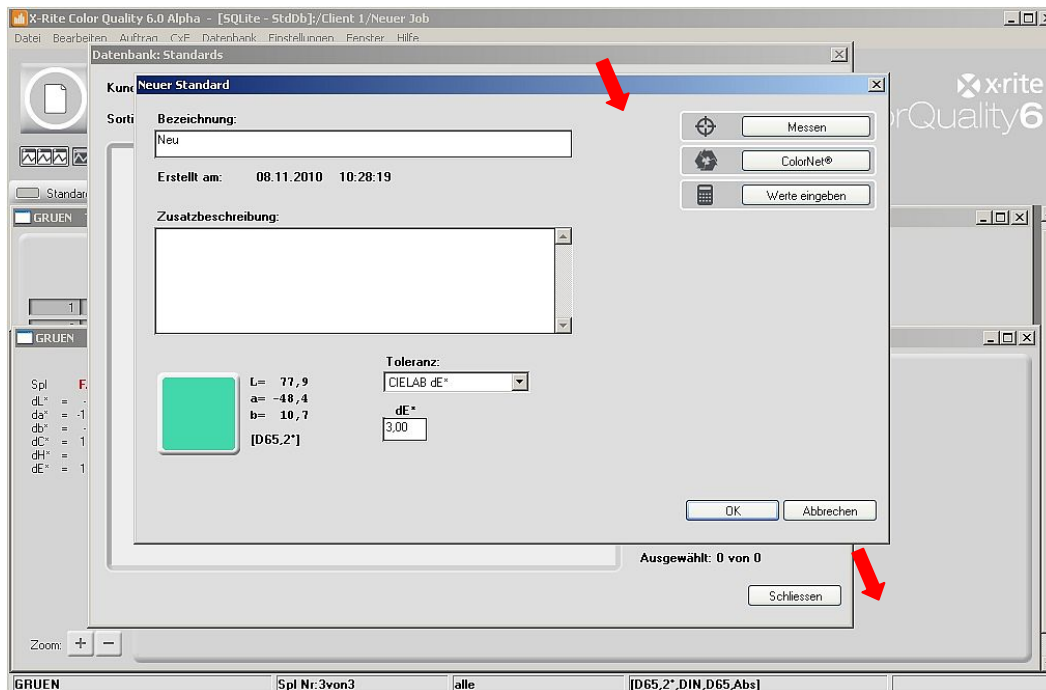 X-Rite Color Quality 6.0 Alpha - [SQLite - StdDb]:/Client 1/Neuer Job
Datei Bearbeiten Auftrag CxF Datenbank Einstellungen Fenster Hilfe
Datenbank: Standards
Neuer Standard
x·rite
Bezeichnung:
Neu
Messen
ColorNet®
Werte eingeben
Erstellt am: 08.11.2010 10:28:19
Zusatzbeschreibung:
GRUEN
1
GRUEN
Spl
dL* =
da* = -1
db* =
dC* = 1
dH* =
dE* = 1
L= 77,9
a= -48,4
b= 10,7
[D65,2°]
Toleranz:
CIELAB dE*
dE*
3,00
OK
Abbrechen
Ausgewählt: 0 von 0
Schliessen
Zoom: + −
GRUEN
Spl Nr:3von3
alle
[D65,2°,DIN,D65,Abs]